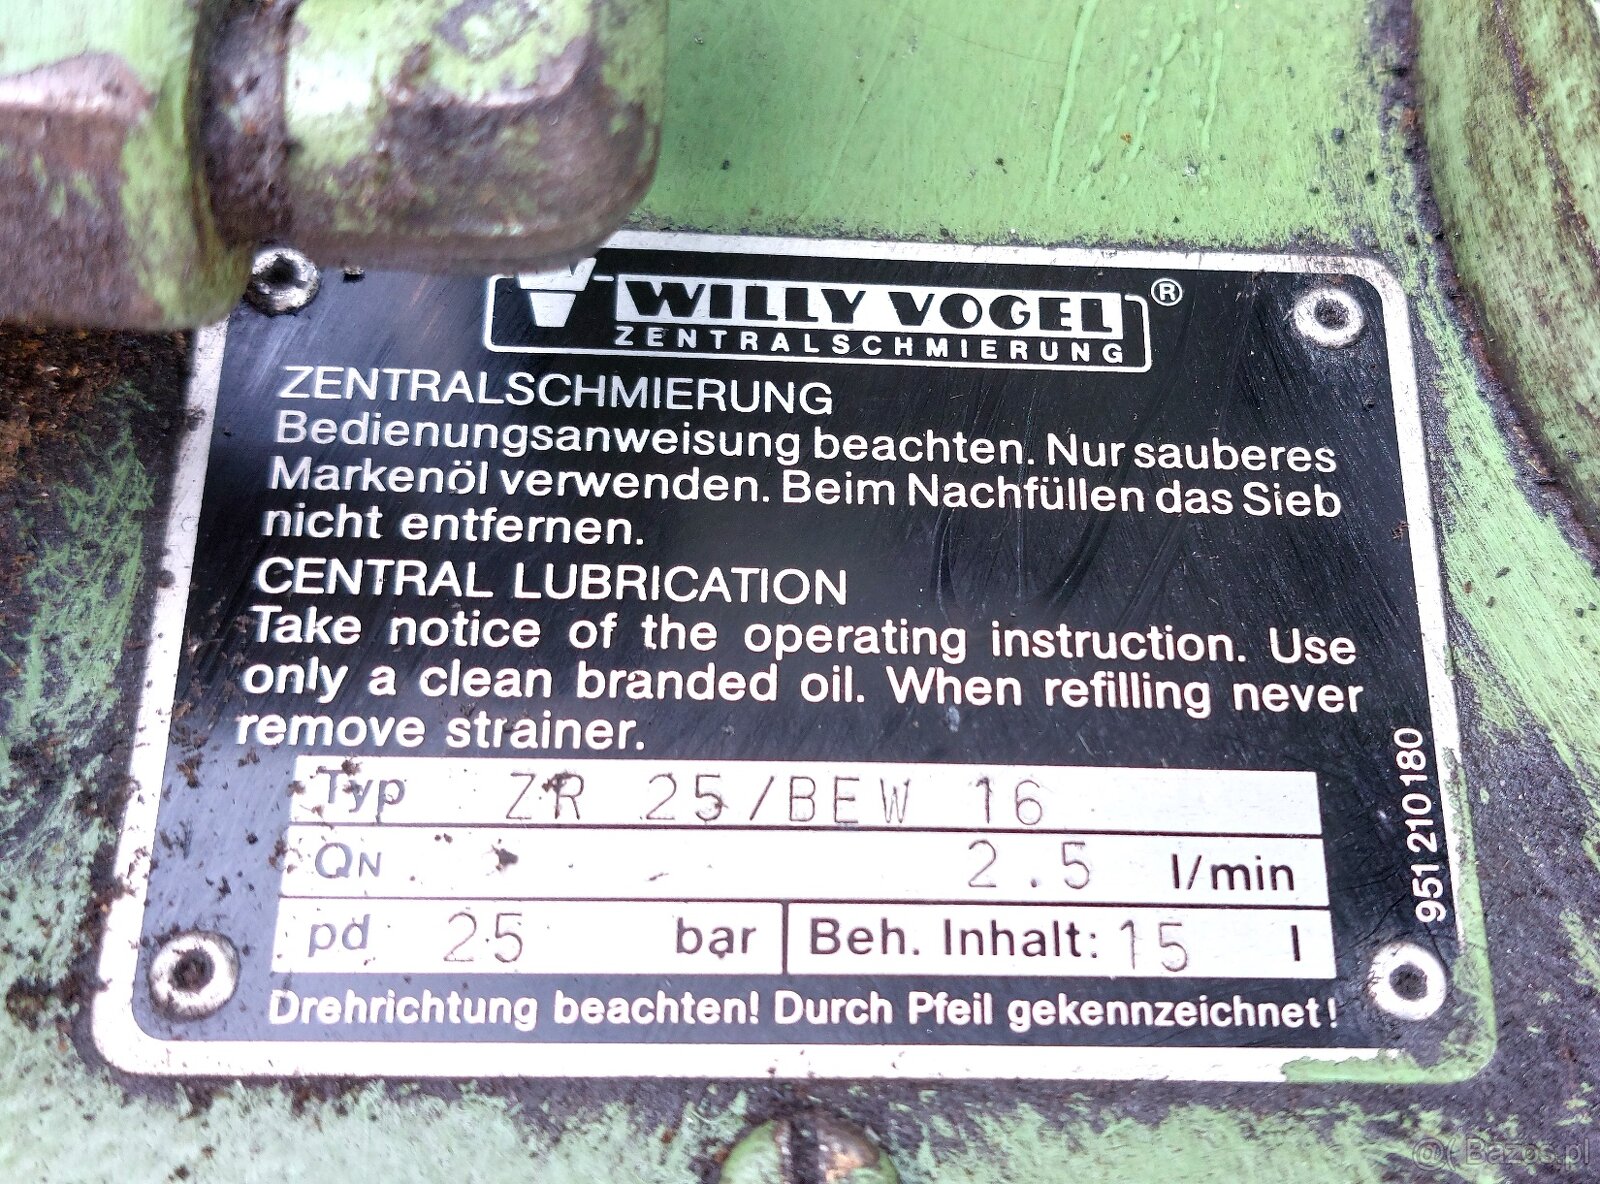 WILLY VOGEL ®
ZENTRALSCHMIERUNG
ZENTRALSCHMIERUNG
Bedienungsanweisung beachten. Nur sauberes
Markenöl verwenden. Beim Nachfüllen das Sieb
nicht entfernen.
CENTRAL LUBRICATION
Take notice of the operating instruction. Use
only a clean branded oil. When refilling never
remove strainer.
Typ ZR 25/BEW 16
QN 2.5 l/min
pd 25 bar Beh. Inhalt: 15 l
Drehrichtung beachten! Durch Pfeil gekennzeichnet!
951 210 180
@( Bazos.pl